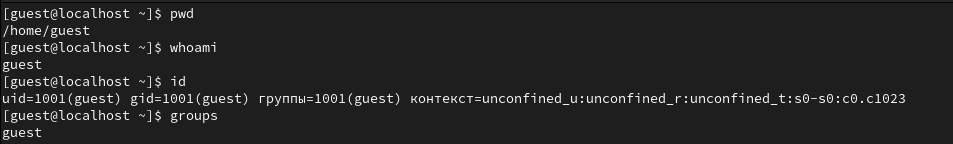 [guest@localhost ~]$ pwd
/home/guest
[guest@localhost ~]$ whoami
guest
[guest@localhost ~]$ id
uid=1001(guest) gid=1001(guest) группы=1001(guest) контекст=unconfined_u:unconfined_r:unconfined_t:s0-s0:c0.c1023
[guest@localhost ~]$ groups
guest